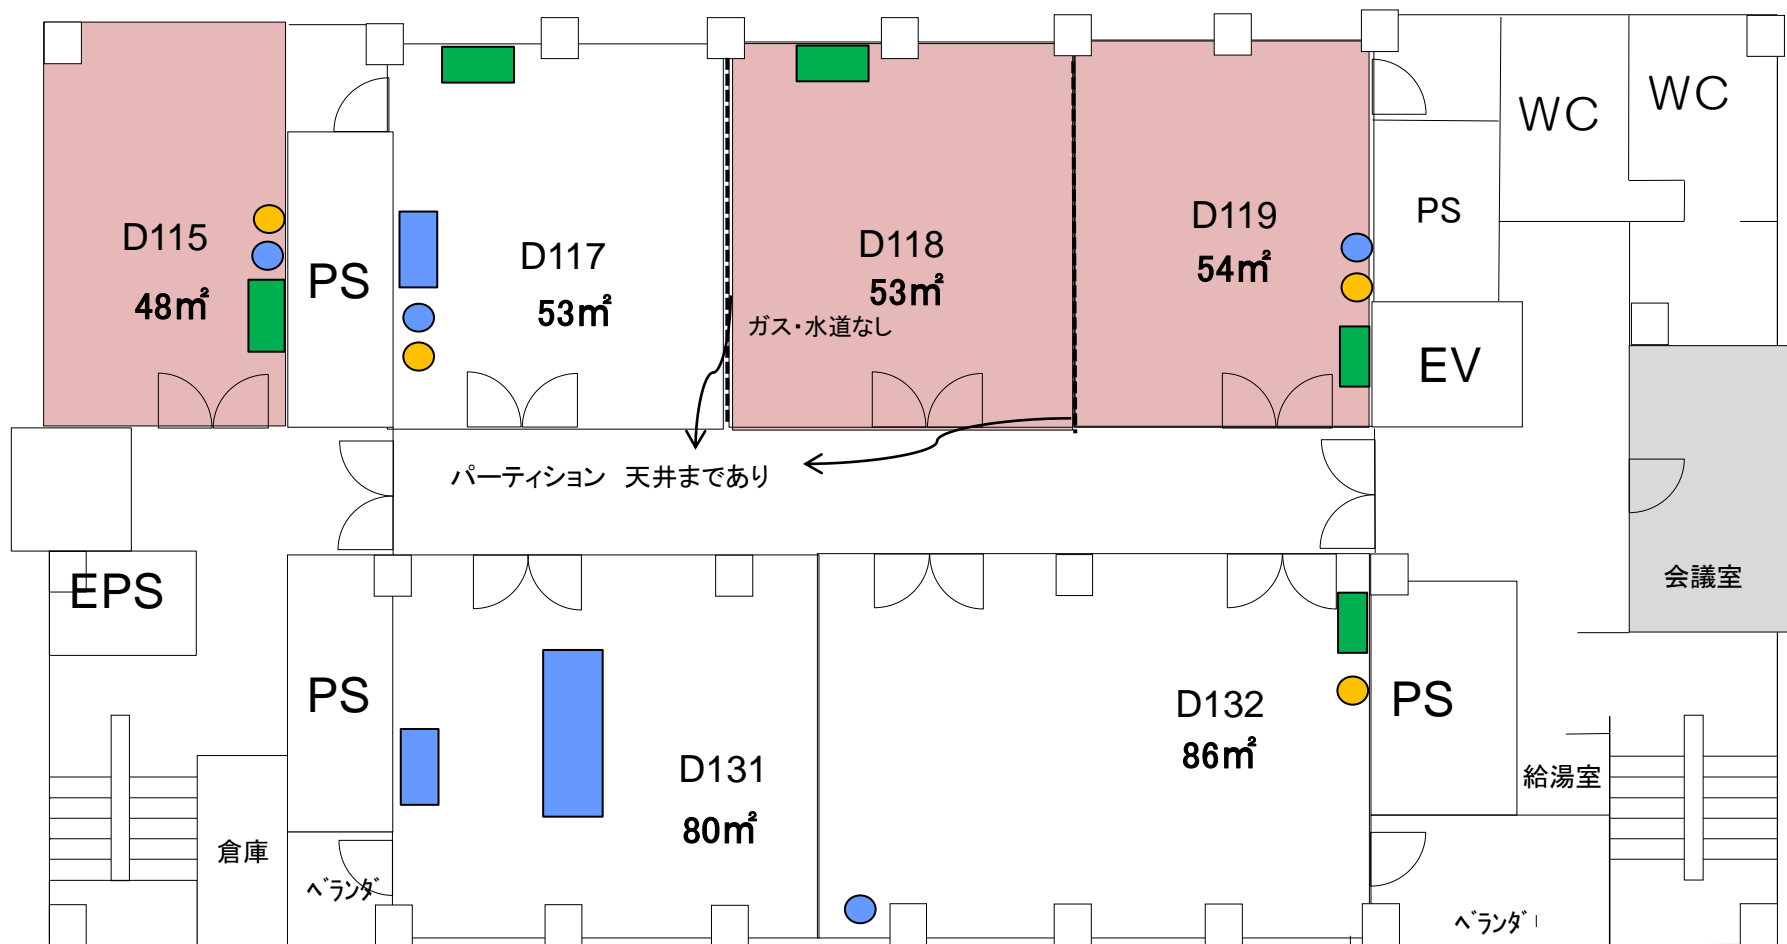 WC
WC
D115
48㎡
PS
D117
53㎡
D118
53㎡
ガス・水道なし
D119
54㎡
PS
EV
パーティション　天井まであり
会議室
EPS
PS
D131
80㎡
D132
86㎡
PS
給湯室
倉庫
ﾍﾞﾗﾝﾀﾞ
ﾍﾞﾗﾝﾀﾞ